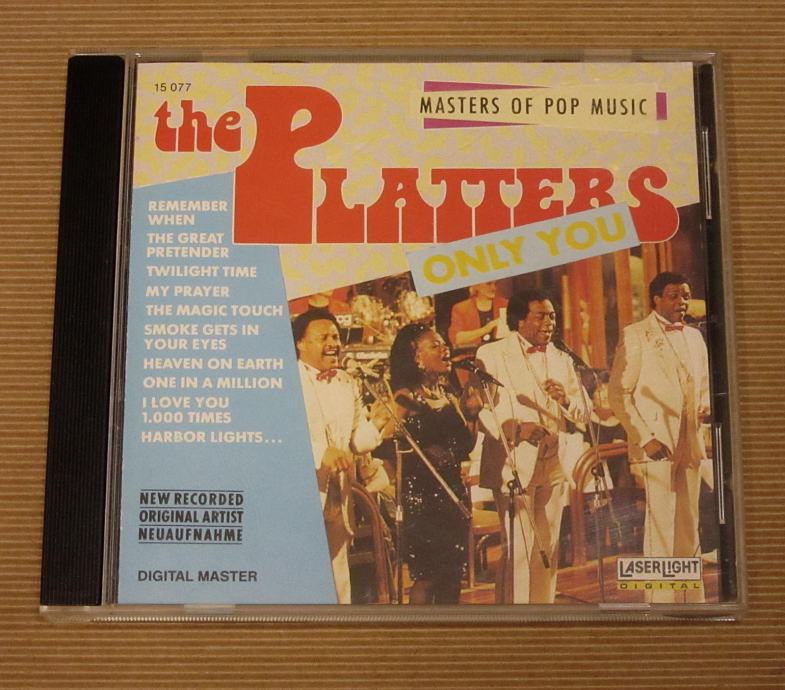 15 077
the PLATTERS
MASTERS OF POP MUSIC
ONLY YOU
REMEMBER
WHEN
THE GREAT
PRETENDER
TWILIGHT TIME
MY PRAYER
THE MAGIC TOUCH
SMOKE GETS IN
YOUR EYES
HEAVEN ON EARTH
ONE IN A MILLION
I LOVE YOU
1.000 TIMES
HARBOR LIGHTS...
NEW RECORDED
ORIGINAL ARTIST
NEUAUFNAHME
DIGITAL MASTER
LASERLIGHT
DIGITAL